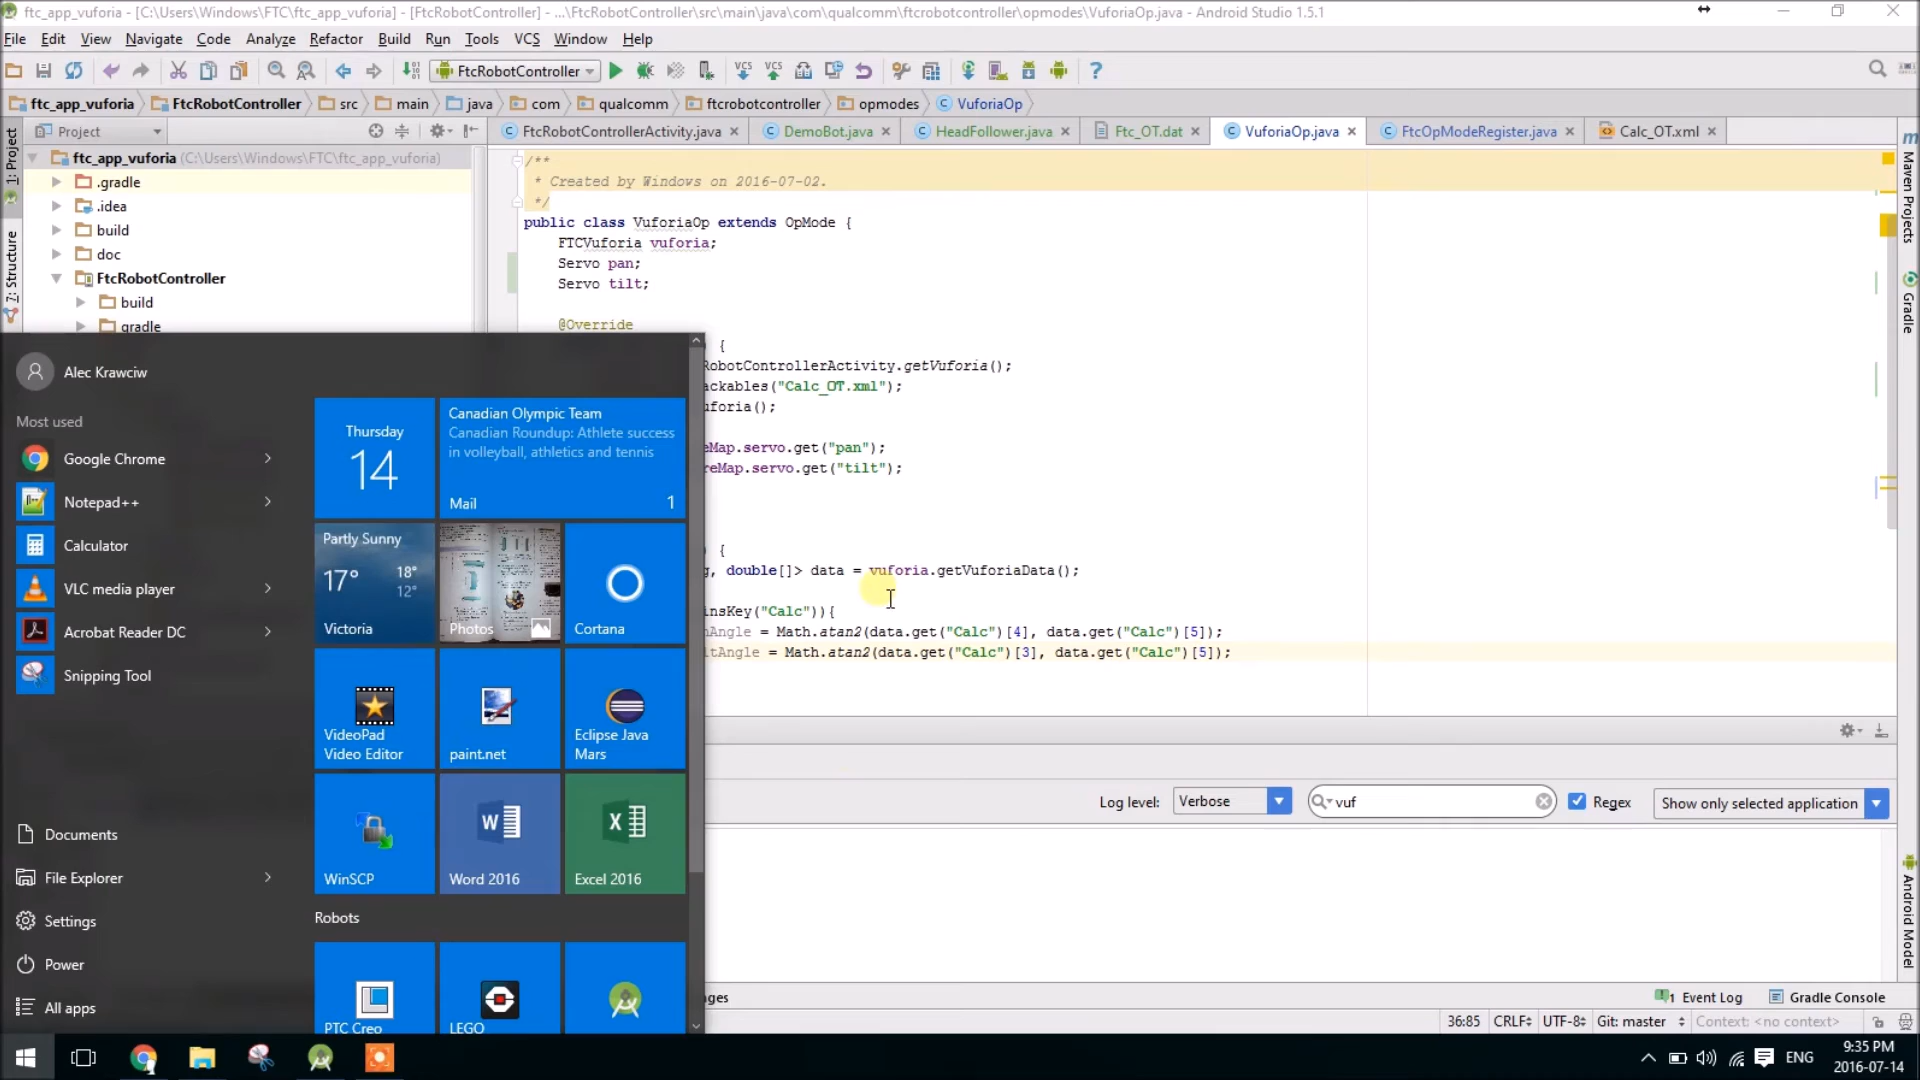 ftc_app_vuforia - [C:\Users\Windows\FTC\ftc_app_vuforia] - [FtcRobotController] - ...\FtcRobotController\src\main\java\com\qualcomm\ftcrobotcontroller\opmodes\VuforiaOp.java - Android Studio 1.5.1
File Edit View Navigate Code Analyze Refactor Build Run Tools VCS Window Help
FtcRobotController
ftc_app_vuforia FtcRobotController src main java com qualcomm ftcrobotcontroller opmodes VuforiaOp
Project
FtcRobotControllerActivity.java DemoBot.java HeadFollower.java Ftc_OT.dat VuforiaOp.java FtcOpModeRegister.java Calc_OT.xml
1: Project
7: Structure
ftc_app_vuforia (C:\Users\Windows\FTC\ftc_app_vuforia)
.gradle
.idea
build
doc
FtcRobotController
build
gradle
/**
* Created by Windows on 2016-07-02.
*/
public class VuforiaOp extends OpMode {
FTCVuforia vuforia;
Servo pan;
Servo tilt;
@Override
{
RobotControllerActivity.getVuforia();
ackables("Calc_OT.xml");
uforia();
eMap.servo.get("pan");
reMap.servo.get("tilt");
) {
g, double[]> data = vuforia.getVuforiaData();
insKey("Calc")){
nAngle = Math.atan2(data.get("Calc")[4], data.get("Calc")[5]);
ltAngle = Math.atan2(data.get("Calc")[3], data.get("Calc")[5]);
Maven Projects
Gradle
Android Model
Alec Krawciw
Most used
Google Chrome
Notepad++
Calculator
VLC media player
Acrobat Reader DC
Snipping Tool
Documents
File Explorer
Settings
Power
All apps
Thursday
14
Canadian Olympic Team
Canadian Roundup: Athlete success
in volleyball, athletics and tennis
Mail 1
Partly Sunny
17° 18°
12°
Victoria
Photos
Cortana
VideoPad
Video Editor
paint.net
Eclipse Java
Mars
WinSCP
Word 2016
Excel 2016
Robots
PTC Creo
LEGO
Log level: Verbose vuf Regex Show only selected application
ges
1 Event Log Gradle Console
36:85 CRLF UTF-8 Git: master Context: <no context>
ENG
9:35 PM
2016-07-14